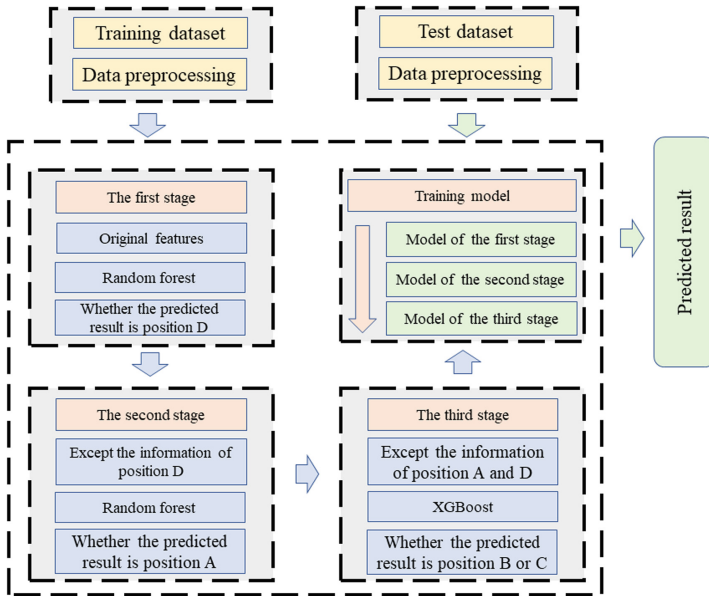 Training dataset
Data preprocessing
Test dataset
Data preprocessing
The first stage
Original features
Random forest
Whether the predicted
result is position D
Training model
Model of the first stage
Model of the second stage
Model of the third stage
Predicted result
The second stage
Except the information of
position D
Random forest
Whether the predicted
result is position A
The third stage
Except the information
of position A and D
XGBoost
Whether the predicted
result is position B or C